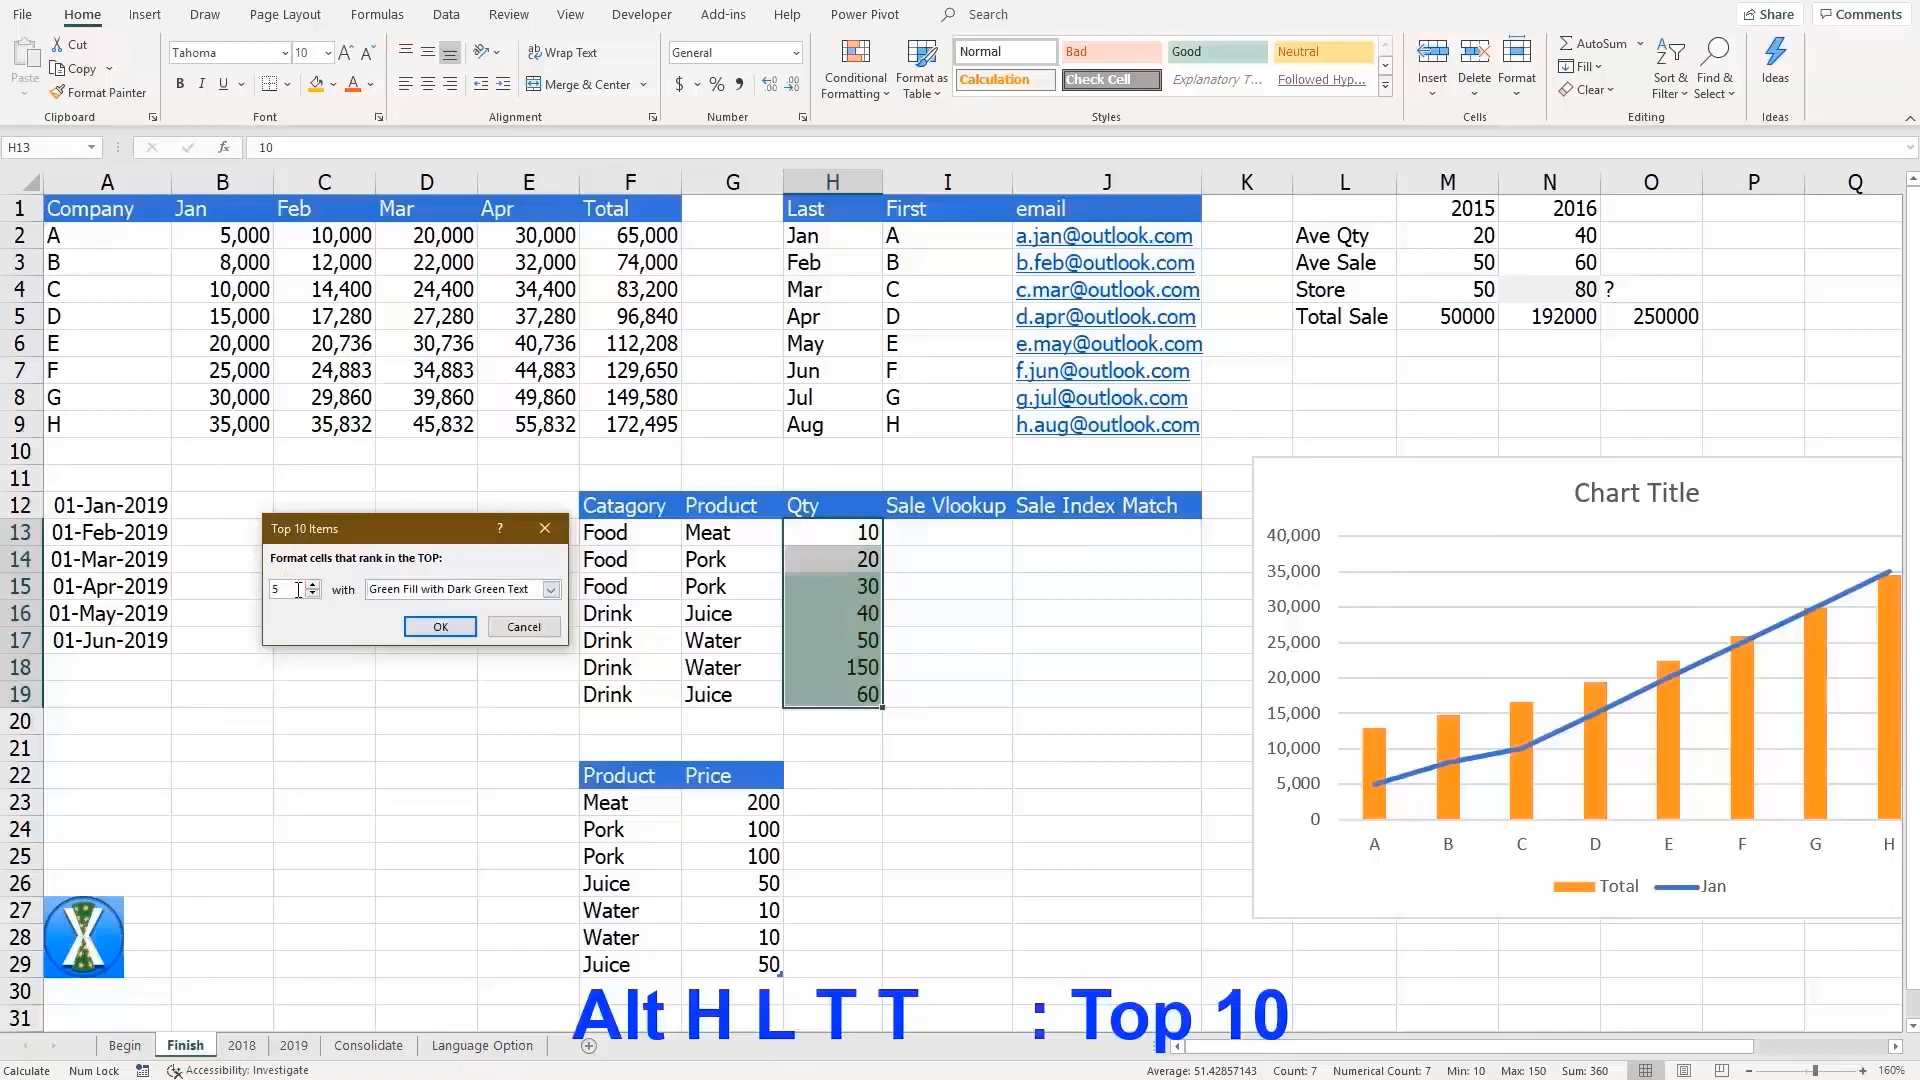 File Home Insert Draw Page Layout Formulas Data Review View Developer Add-ins Help Power Pivot Search Share Comments
Paste Cut Copy Format Painter Clipboard
Tahoma 10 B I U Font
Wrap Text Merge & Center Alignment
General $ % Number
Conditional Formatting Format as Table
Normal Bad Good Neutral
Calculation Check Cell Explanatory T... Followed Hyp...
Styles
Insert Delete Format Cells
AutoSum Fill Clear Sort & Filter Find & Select Editing
Ideas Ideas
H13 fx 10
A B C D E F G H I J K L M N O P Q
1 Company Jan Feb Mar Apr Total Last First email 2015 2016
2 A 5,000 10,000 20,000 30,000 65,000 Jan A a.jan@outlook.com Ave Qty 20 40
3 B 8,000 12,000 22,000 32,000 74,000 Feb B b.feb@outlook.com Ave Sale 50 60
4 C 10,000 14,400 24,400 34,400 83,200 Mar C c.mar@outlook.com Store 50 80 ?
5 D 15,000 17,280 27,280 37,280 96,840 Apr D d.apr@outlook.com Total Sale 50000 192000 250000
6 E 20,000 20,736 30,736 40,736 112,208 May E e.may@outlook.com
7 F 25,000 24,883 34,883 44,883 129,650 Jun F f.jun@outlook.com
8 G 30,000 29,860 39,860 49,860 149,580 Jul G g.jul@outlook.com
9 H 35,000 35,832 45,832 55,832 172,495 Aug H h.aug@outlook.com
10
11
12 01-Jan-2019 Catagory Product Qty Sale Vlookup Sale Index Match
13 01-Feb-2019 Food Meat 10
14 01-Mar-2019 Food Pork 20
15 01-Apr-2019 Food Pork 30
16 01-May-2019 Drink Juice 40
17 01-Jun-2019 Drink Water 50
18 Drink Water 150
19 Drink Juice 60
20
21
22 Product Price
23 Meat 200
24 Pork 100
25 Pork 100
26 Juice 50
27 Water 10
28 Water 10
29 Juice 50
30
31
Top 10 Items ?
Format cells that rank in the TOP:
5 with Green Fill with Dark Green Text
OK Cancel
Chart Title
40,000
35,000
30,000
25,000
20,000
15,000
10,000
5,000
0
A B C D E F G H
Total Jan
X
Alt H L T T : Top 10
Begin Finish 2018 2019 Consolidate Language Option
Calculate Num Lock Accessibility: Investigate Average: 51.42857143 Count: 7 Numerical Count: 7 Min: 10 Max: 150 Sum: 360 160%